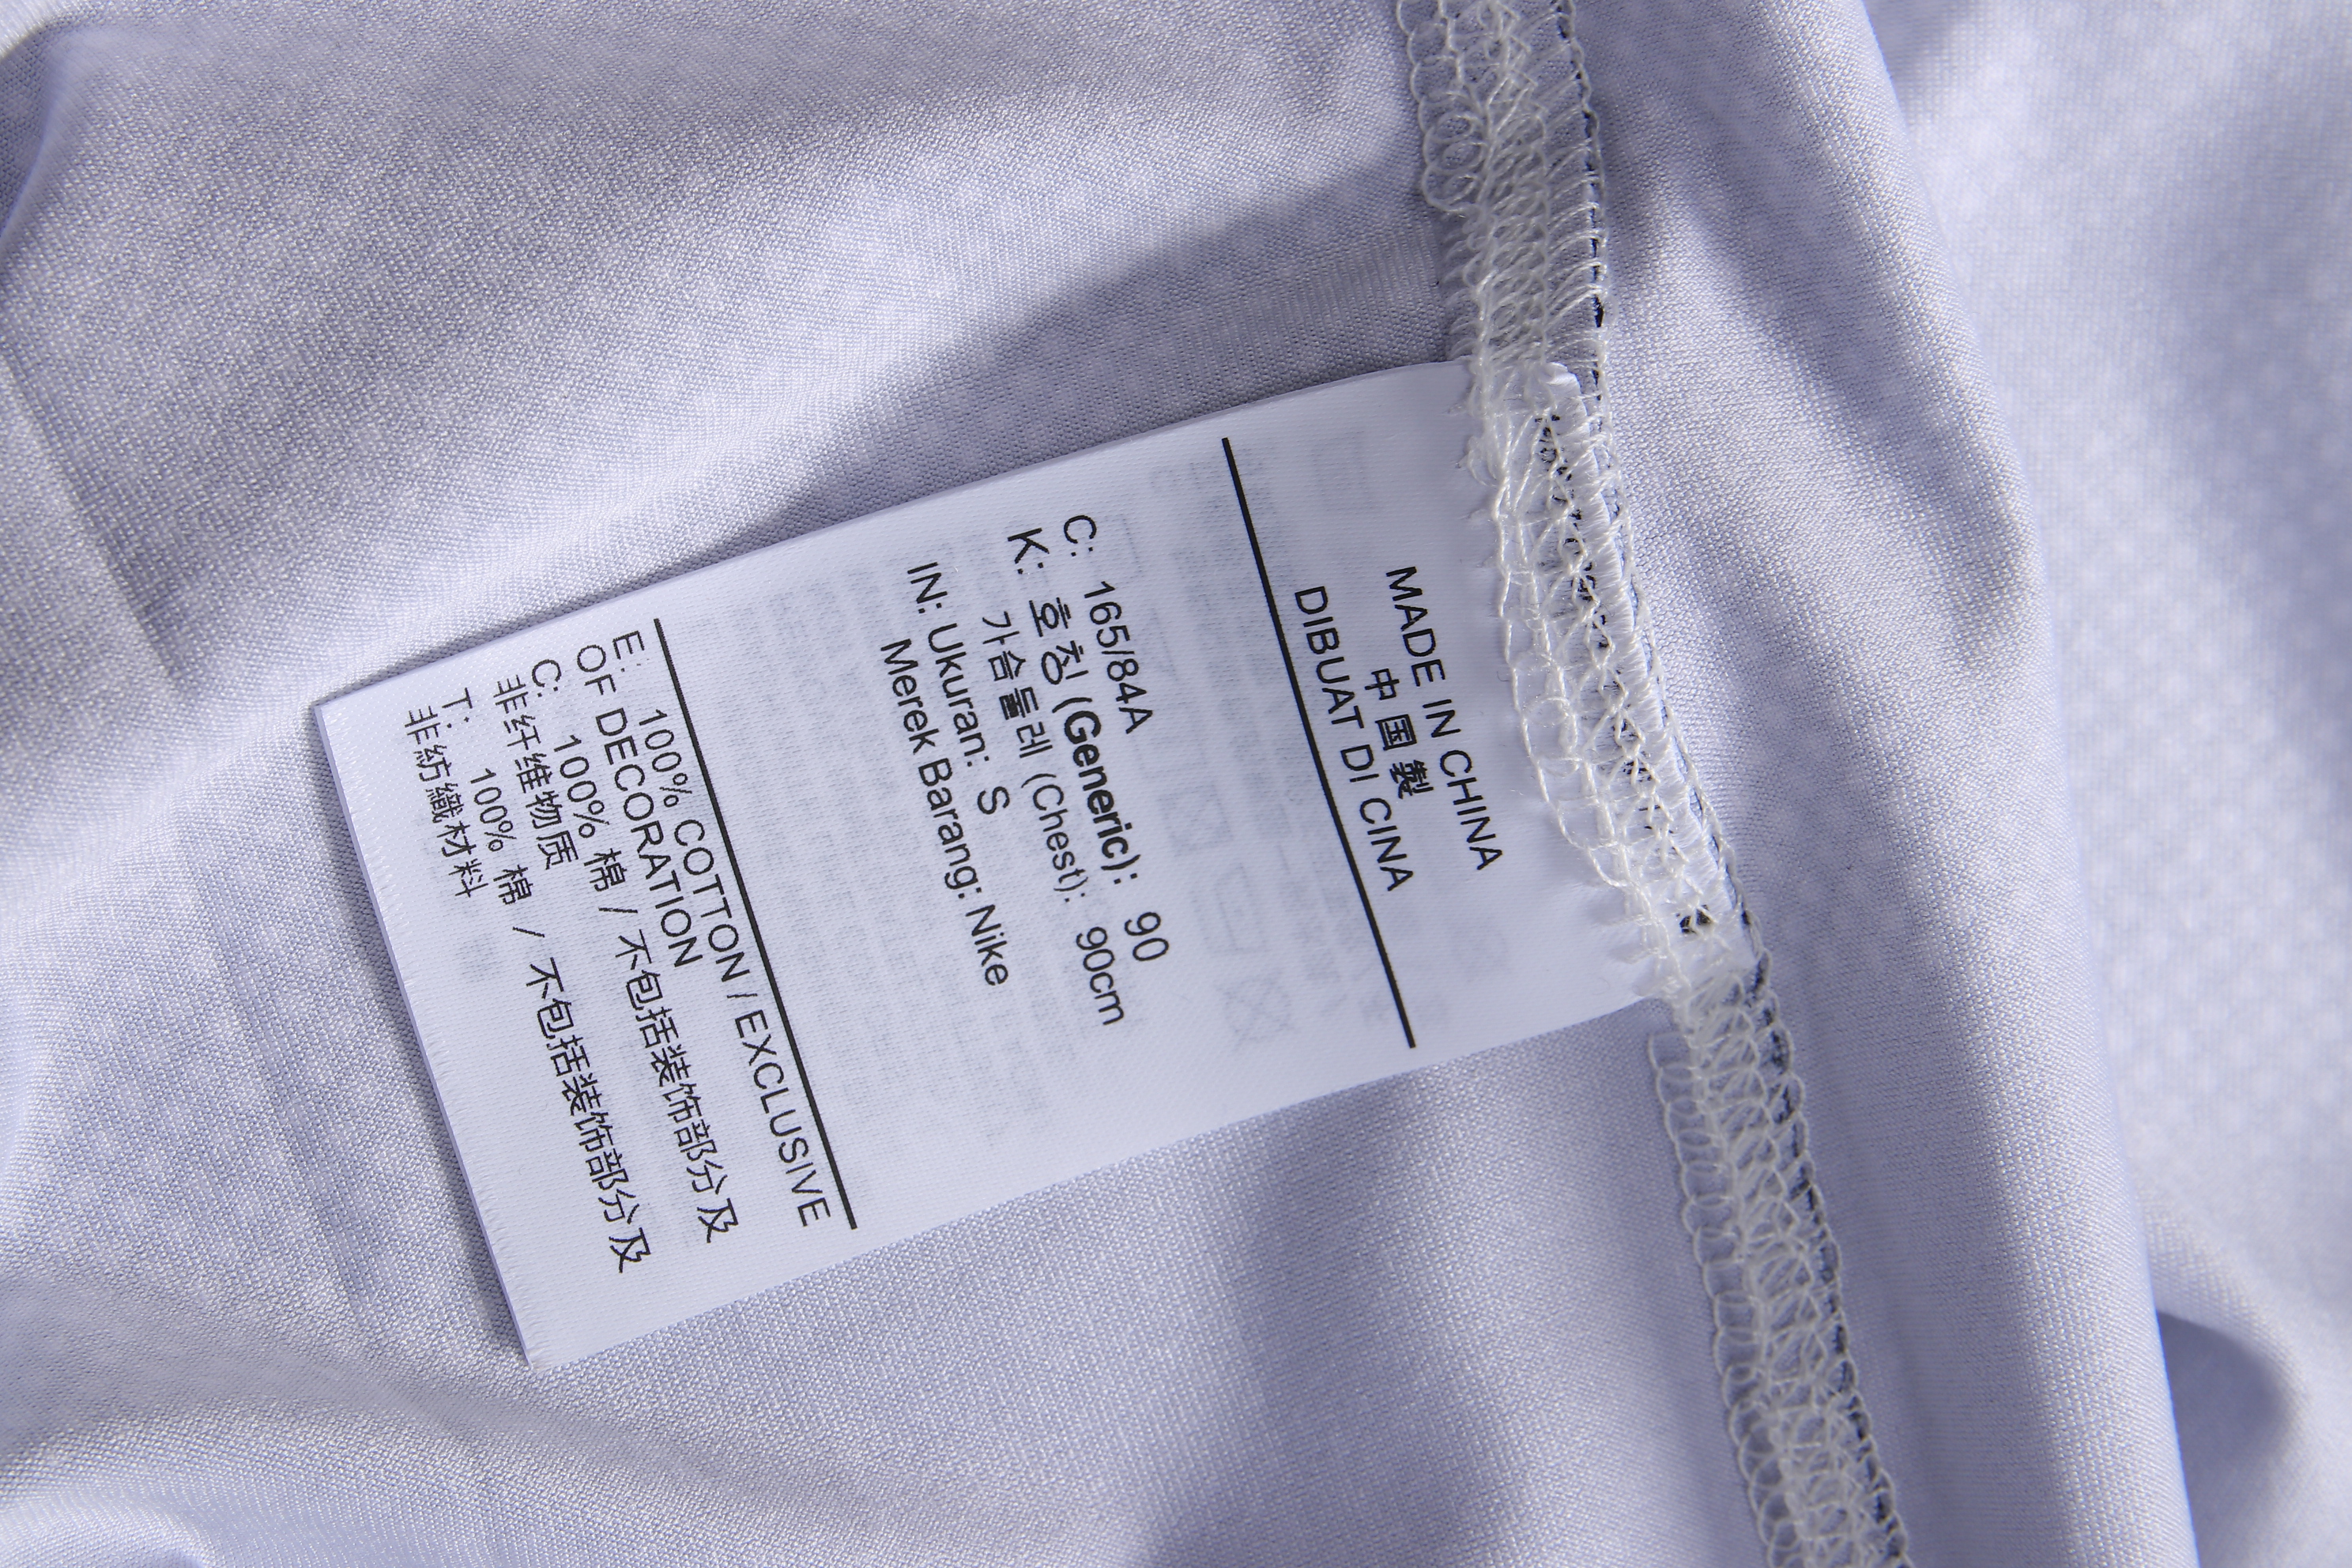 MADE IN CHINA
中国製
DIBUAT DI CINA
C: 165/84A
K: 호칭 (Generic): 90
가슴둘레 (Chest): 90cm
IN: Ukuran: S
Merek Barang: Nike
E: 100% COTTON / EXCLUSIVE
OF DECORATION
C: 100% 棉 / 不包括装饰部分及
非纤维物质
T: 100% 棉 / 不包括装饰部分及
非紡織材料